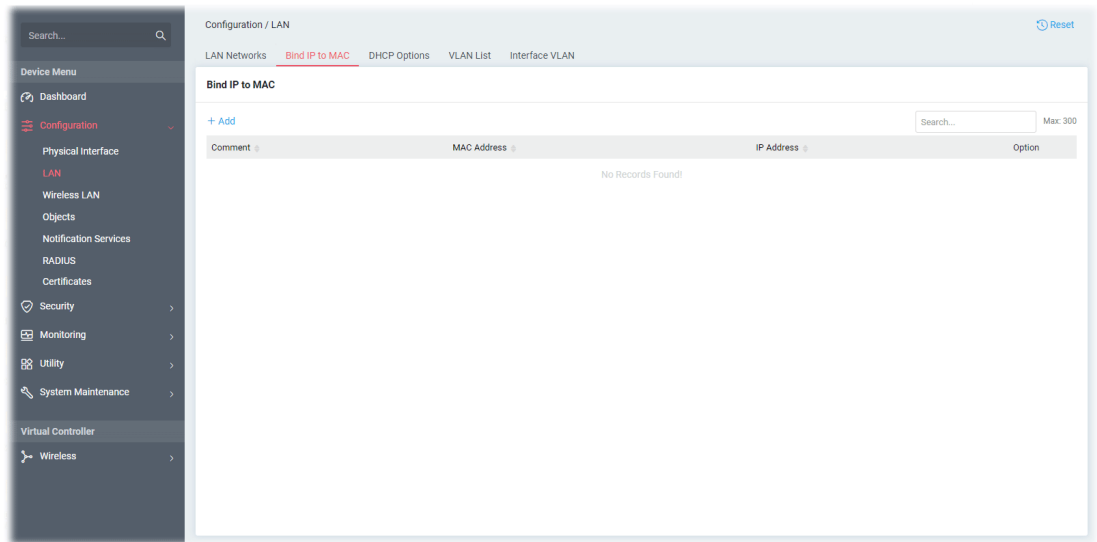 Search...
Device Menu
Dashboard
Configuration
Physical Interface
LAN
Wireless LAN
Objects
Notification Services
RADIUS
Certificates
Security
Monitoring
Utility
System Maintenance
Virtual Controller
Wireless
Configuration / LAN
Reset
LAN Networks Bind IP to MAC DHCP Options VLAN List Interface VLAN
Bind IP to MAC
+ Add
Search...
Max: 300
Comment MAC Address IP Address Option
No Records Found!